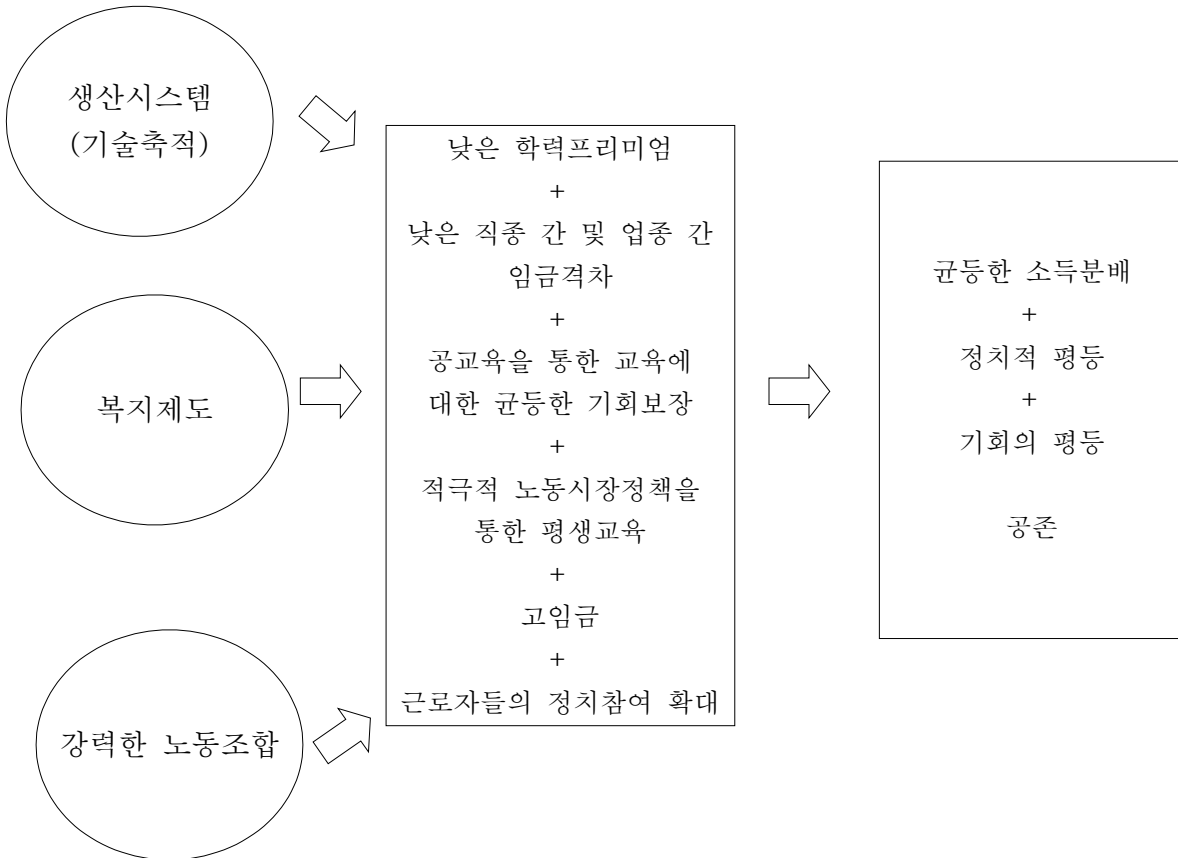 생산시스템
(기술축적)
복지제도
강력한 노동조합
낮은 학력프리미엄
+
낮은 직종 간 및 업종 간
임금격차
+
공교육을 통한 교육에
대한 균등한 기회보장
+
적극적 노동시장정책을
통한 평생교육
+
고임금
+
근로자들의 정치참여 확대
균등한 소득분배
+
정치적 평등
+
기회의 평등
공존